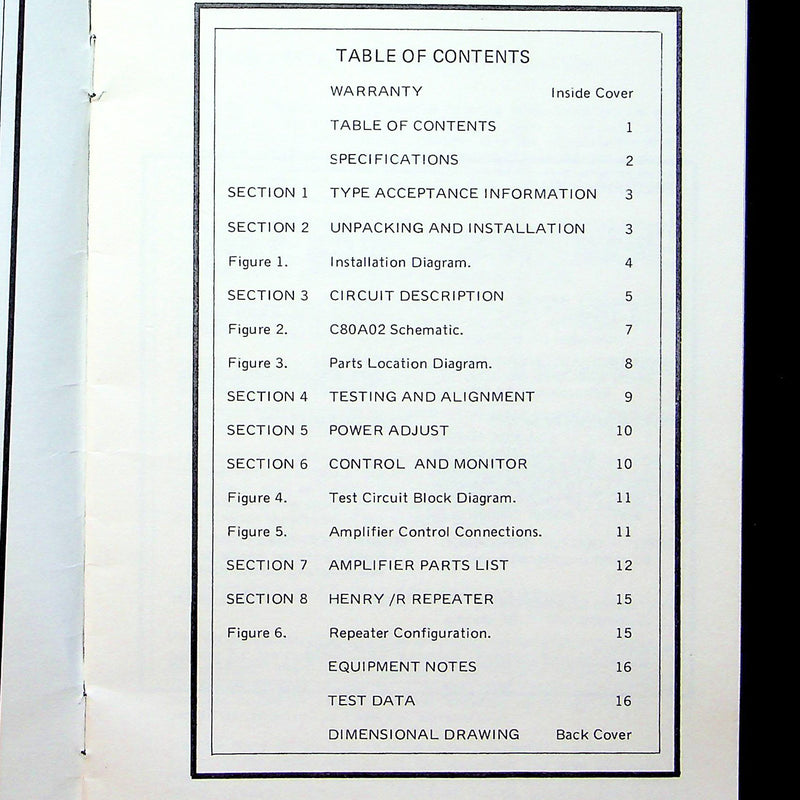 TABLE OF CONTENTS
WARRANTY Inside Cover
TABLE OF CONTENTS 1
SPECIFICATIONS 2
SECTION 1 TYPE ACCEPTANCE INFORMATION 3
SECTION 2 UNPACKING AND INSTALLATION 3
Figure 1. Installation Diagram. 4
SECTION 3 CIRCUIT DESCRIPTION 5
Figure 2. C80A02 Schematic. 7
Figure 3. Parts Location Diagram. 8
SECTION 4 TESTING AND ALIGNMENT 9
SECTION 5 POWER ADJUST 10
SECTION 6 CONTROL AND MONITOR 10
Figure 4. Test Circuit Block Diagram. 11
Figure 5. Amplifier Control Connections. 11
SECTION 7 AMPLIFIER PARTS LIST 12
SECTION 8 HENRY /R REPEATER 15
Figure 6. Repeater Configuration. 15
EQUIPMENT NOTES 16
TEST DATA 16
DIMENSIONAL DRAWING Back Cover